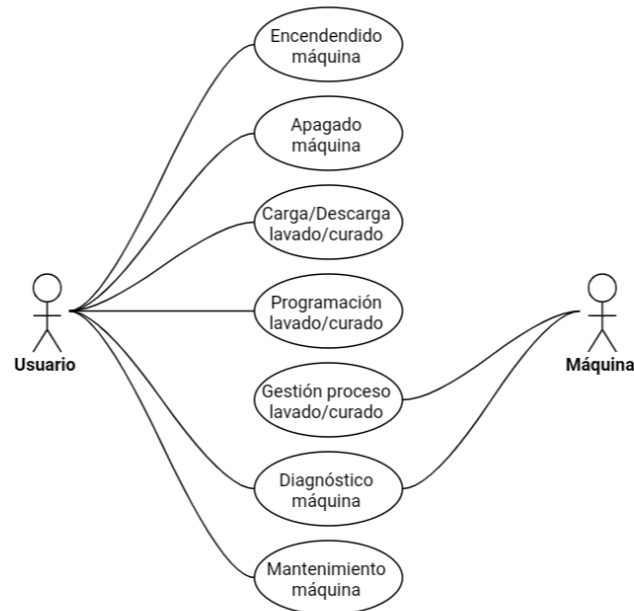 Encendendido
máquina
Apagado
máquina
Carga/Descarga
lavado/curado
Programación
lavado/curado
Usuario
Máquina
Gestión proceso
lavado/curado
Diagnóstico
máquina
Mantenimiento
máquina